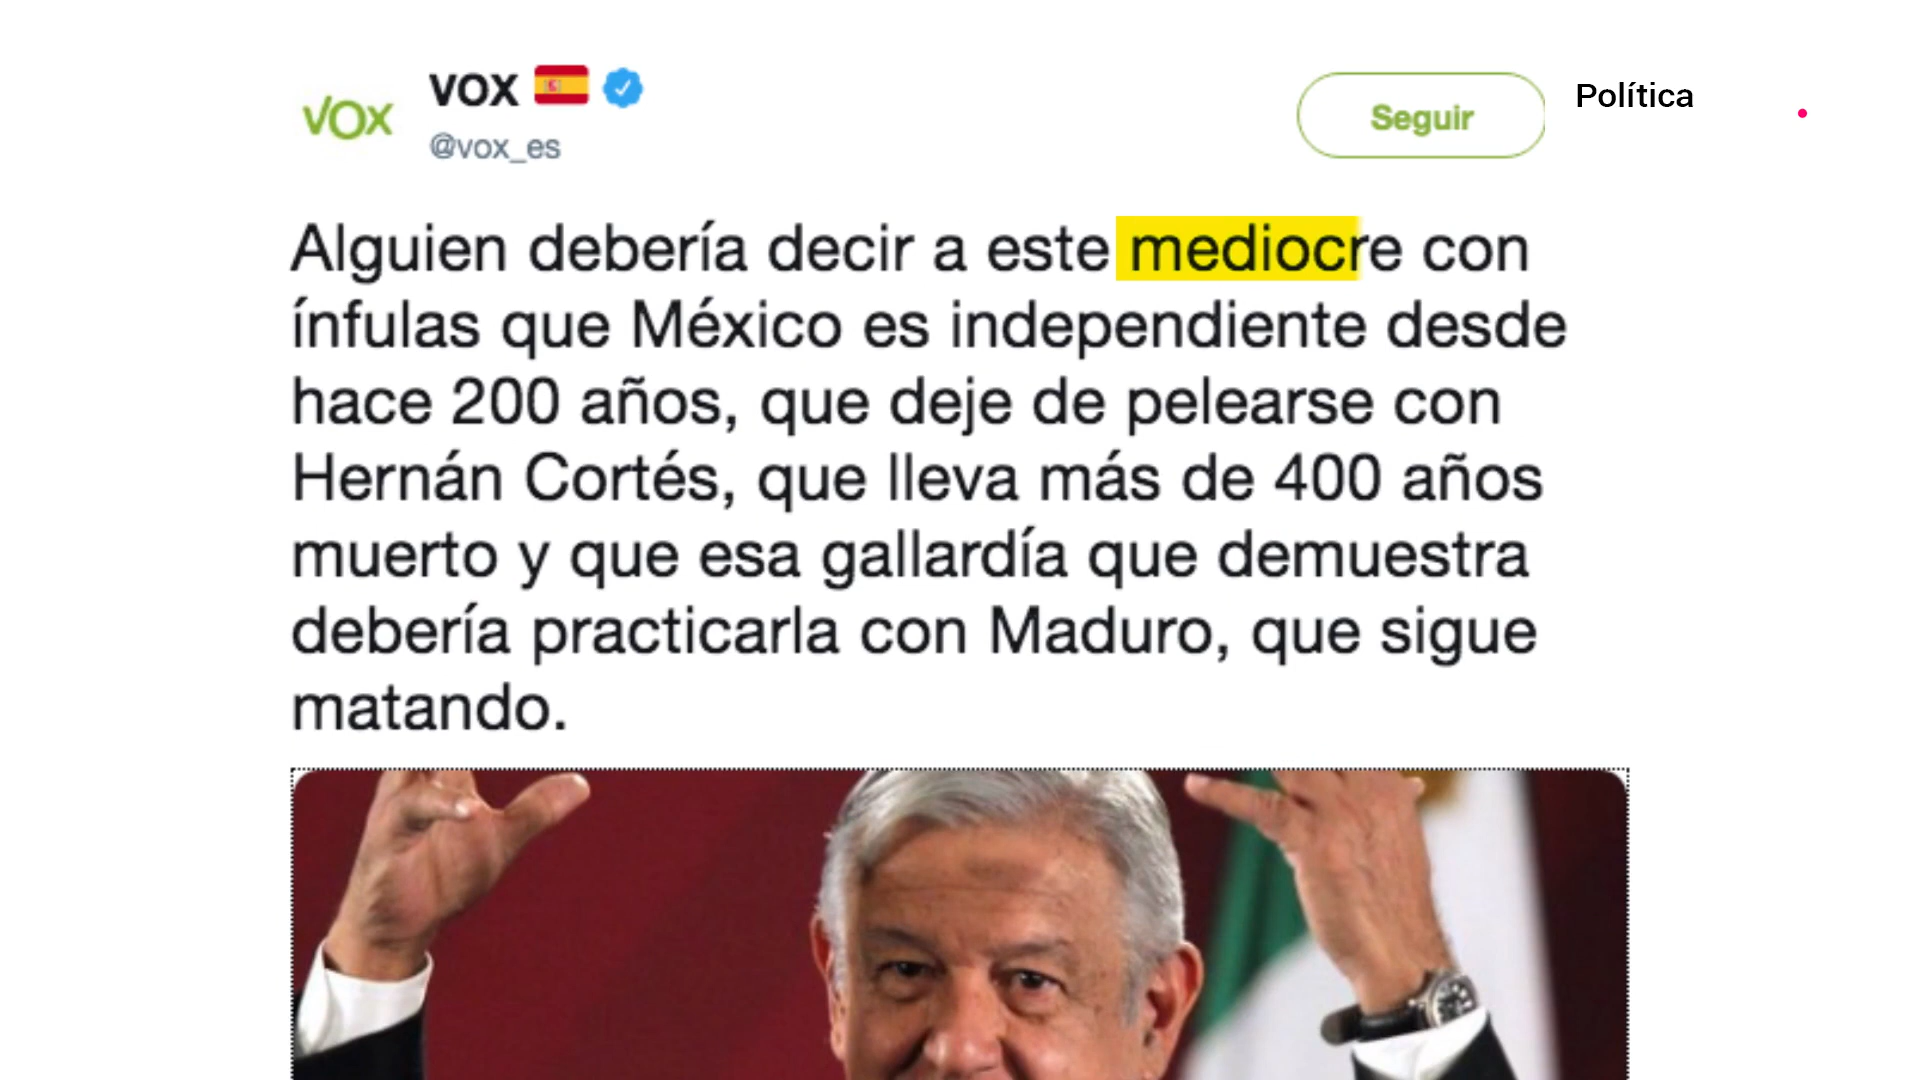 VOX
VOX
@vox_es
Seguir
Política
Alguien debería decir a este mediocre con
ínfulas que México es independiente desde
hace 200 años, que deje de pelearse con
Hernán Cortés, que lleva más de 400 años
muerto y que esa gallardía que demuestra
debería practicarla con Maduro, que sigue
matando.